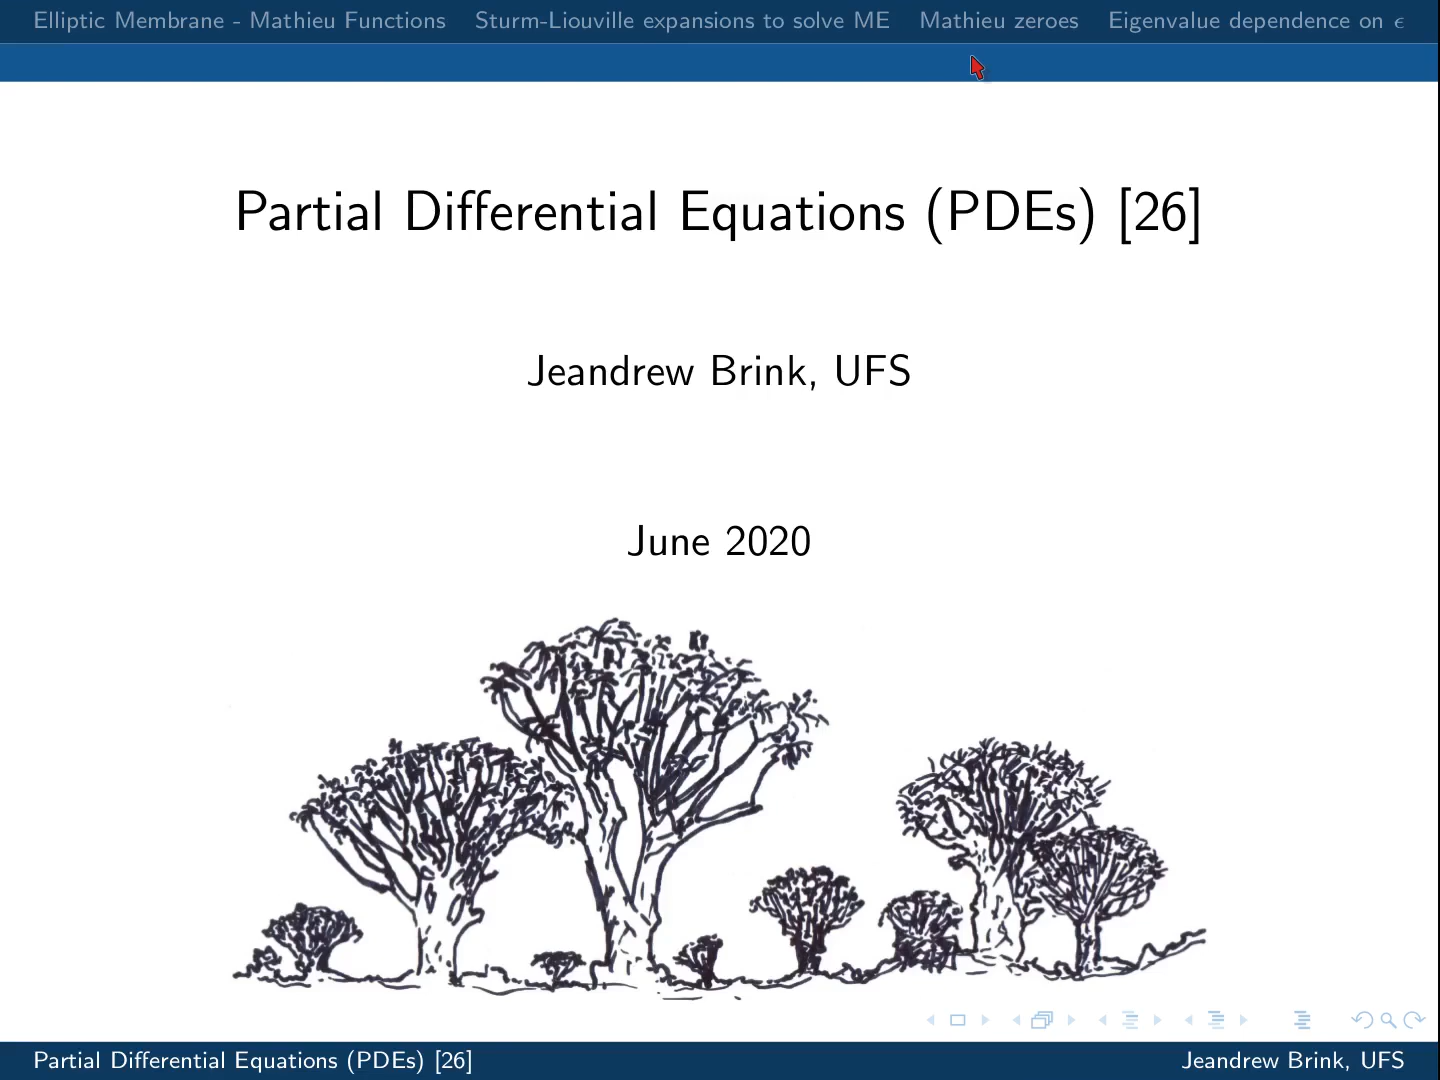 Elliptic Membrane - Mathieu Functions Sturm-Liouville expansions to solve ME Mathieu zeroes Eigenvalue dependence on ϵ
Partial Differential Equations (PDEs) [26]
Jeandrew Brink, UFS
June 2020
Partial Differential Equations (PDEs) [26] Jeandrew Brink, UFS